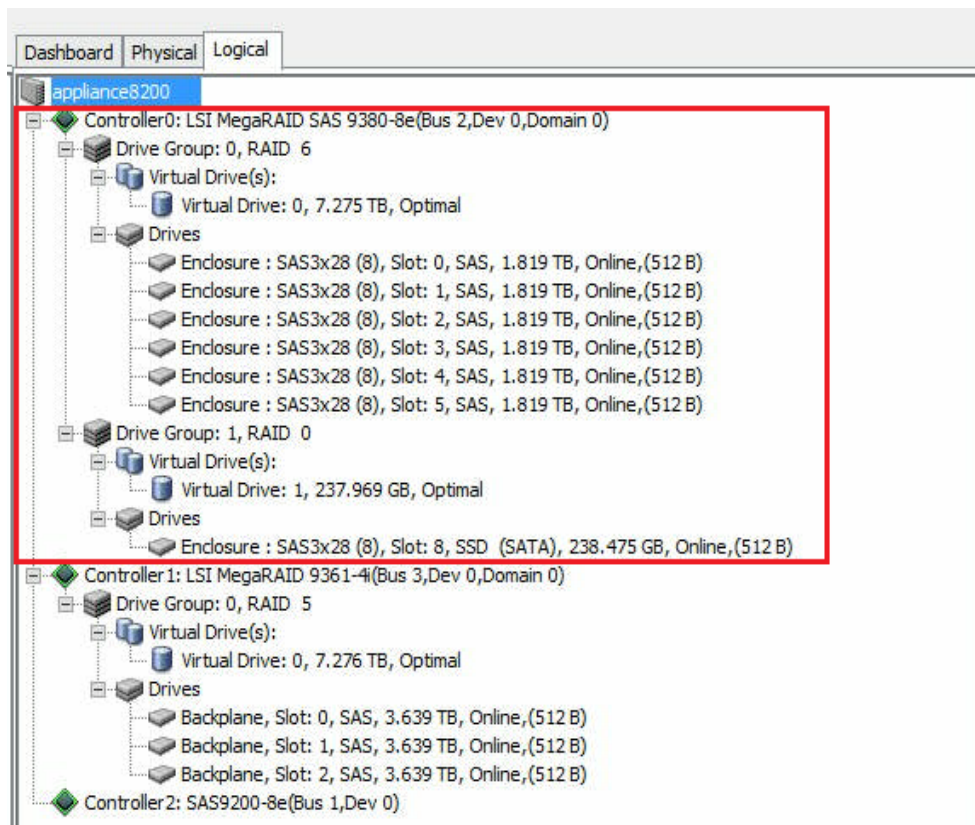 Dashboard Physical Logical
appliance8200
Controller0: LSI MegaRAID SAS 9380-8e(Bus 2,Dev 0,Domain 0)
Drive Group: 0, RAID 6
Virtual Drive(s):
Virtual Drive: 0, 7.275 TB, Optimal
Drives
Enclosure : SAS3x28 (8), Slot: 0, SAS, 1.819 TB, Online,(512 B)
Enclosure : SAS3x28 (8), Slot: 1, SAS, 1.819 TB, Online,(512 B)
Enclosure : SAS3x28 (8), Slot: 2, SAS, 1.819 TB, Online,(512 B)
Enclosure : SAS3x28 (8), Slot: 3, SAS, 1.819 TB, Online,(512 B)
Enclosure : SAS3x28 (8), Slot: 4, SAS, 1.819 TB, Online,(512 B)
Enclosure : SAS3x28 (8), Slot: 5, SAS, 1.819 TB, Online,(512 B)
Drive Group: 1, RAID 0
Virtual Drive(s):
Virtual Drive: 1, 237.969 GB, Optimal
Drives
Enclosure : SAS3x28 (8), Slot: 8, SSD (SATA), 238.475 GB, Online,(512 B)
Controller1: LSI MegaRAID 9361-4i(Bus 3,Dev 0,Domain 0)
Drive Group: 0, RAID 5
Virtual Drive(s):
Virtual Drive: 0, 7.276 TB, Optimal
Drives
Backplane, Slot: 0, SAS, 3.639 TB, Online,(512 B)
Backplane, Slot: 1, SAS, 3.639 TB, Online,(512 B)
Backplane, Slot: 2, SAS, 3.639 TB, Online,(512 B)
Controller2: SAS9200-8e(Bus 1,Dev 0)